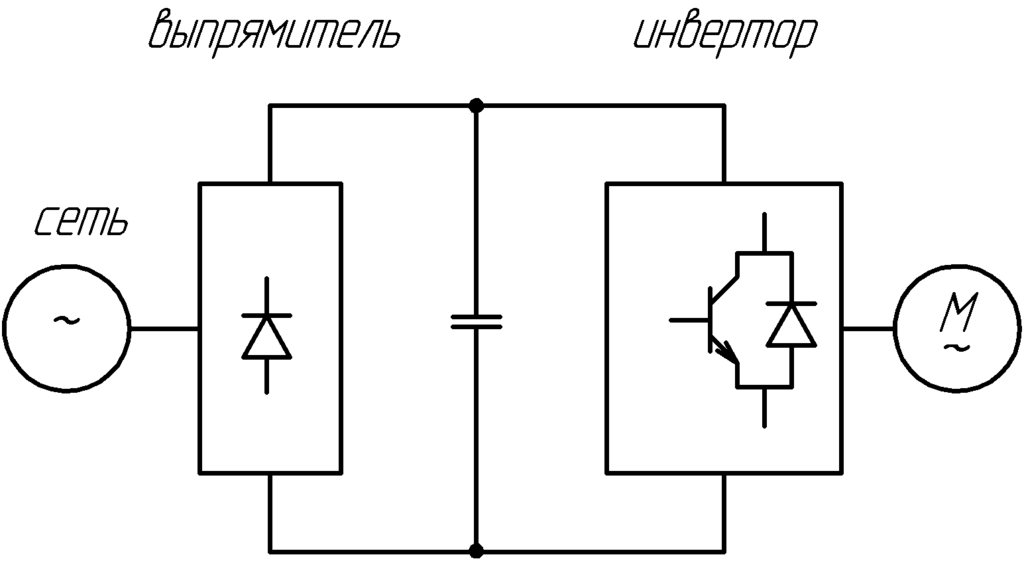 выпрямитель
инвертор
сеть
~
M
~